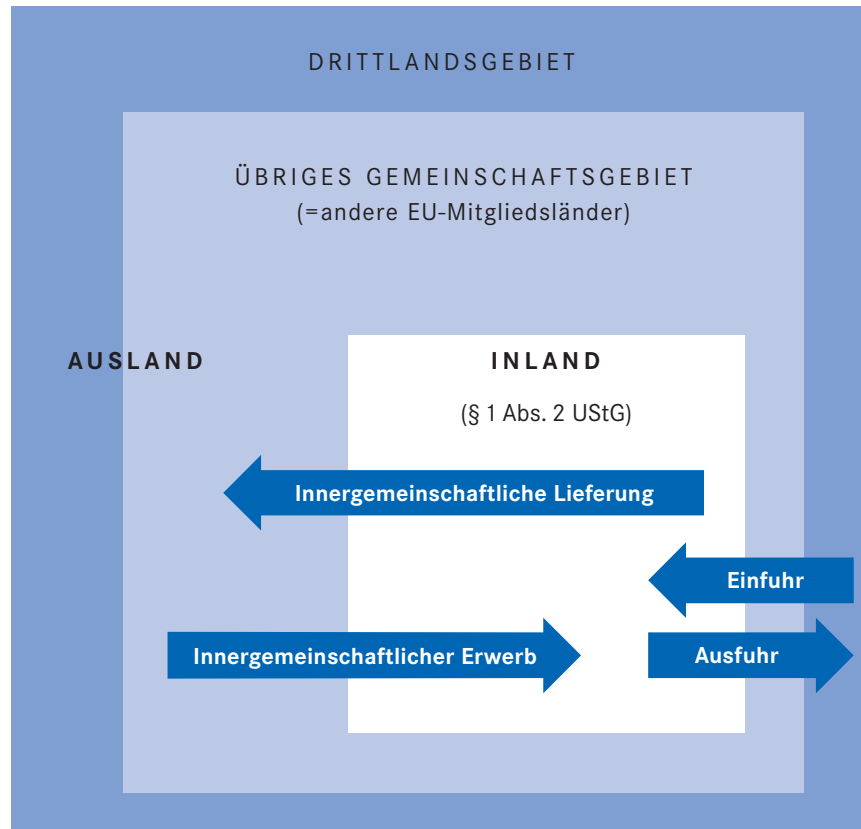 DRITTLANDSGEBIET
ÜBRIGES GEMEINSCHAFTSGEBIET
(=andere EU-Mitgliedsländer)
AUSLAND
INLAND
(§ 1 Abs. 2 UStG)
Innergemeinschaftliche Lieferung
Einfuhr
Innergemeinschaftlicher Erwerb
Ausfuhr